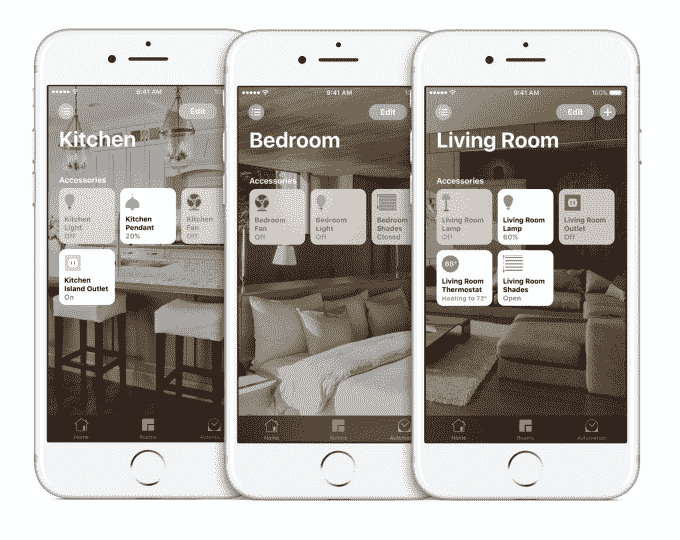 9:41 AM
Edit
Kitchen
Accessories
Kitchen
Light
Off
Kitchen
Pendant
20%
Kitchen
Fan
Off
Kitchen
Island Outlet
On
Home
Rooms
Automa
9:41 AM
Edit
Bedroom
Accessories
Bedroom
Fan
Off
Bedroom
Light
Off
Bedroom
Shades
Closed
Home
Rooms
9:41 AM 100%
Edit
Living Room
Accessories
Living Room
Lamp
Off
Living Room
Lamp
60%
Living Room
Outlet
Off
68°
Living Room
Thermostat
Heating to 72°
Living Room
Shades
Open
Home
Rooms
Automation